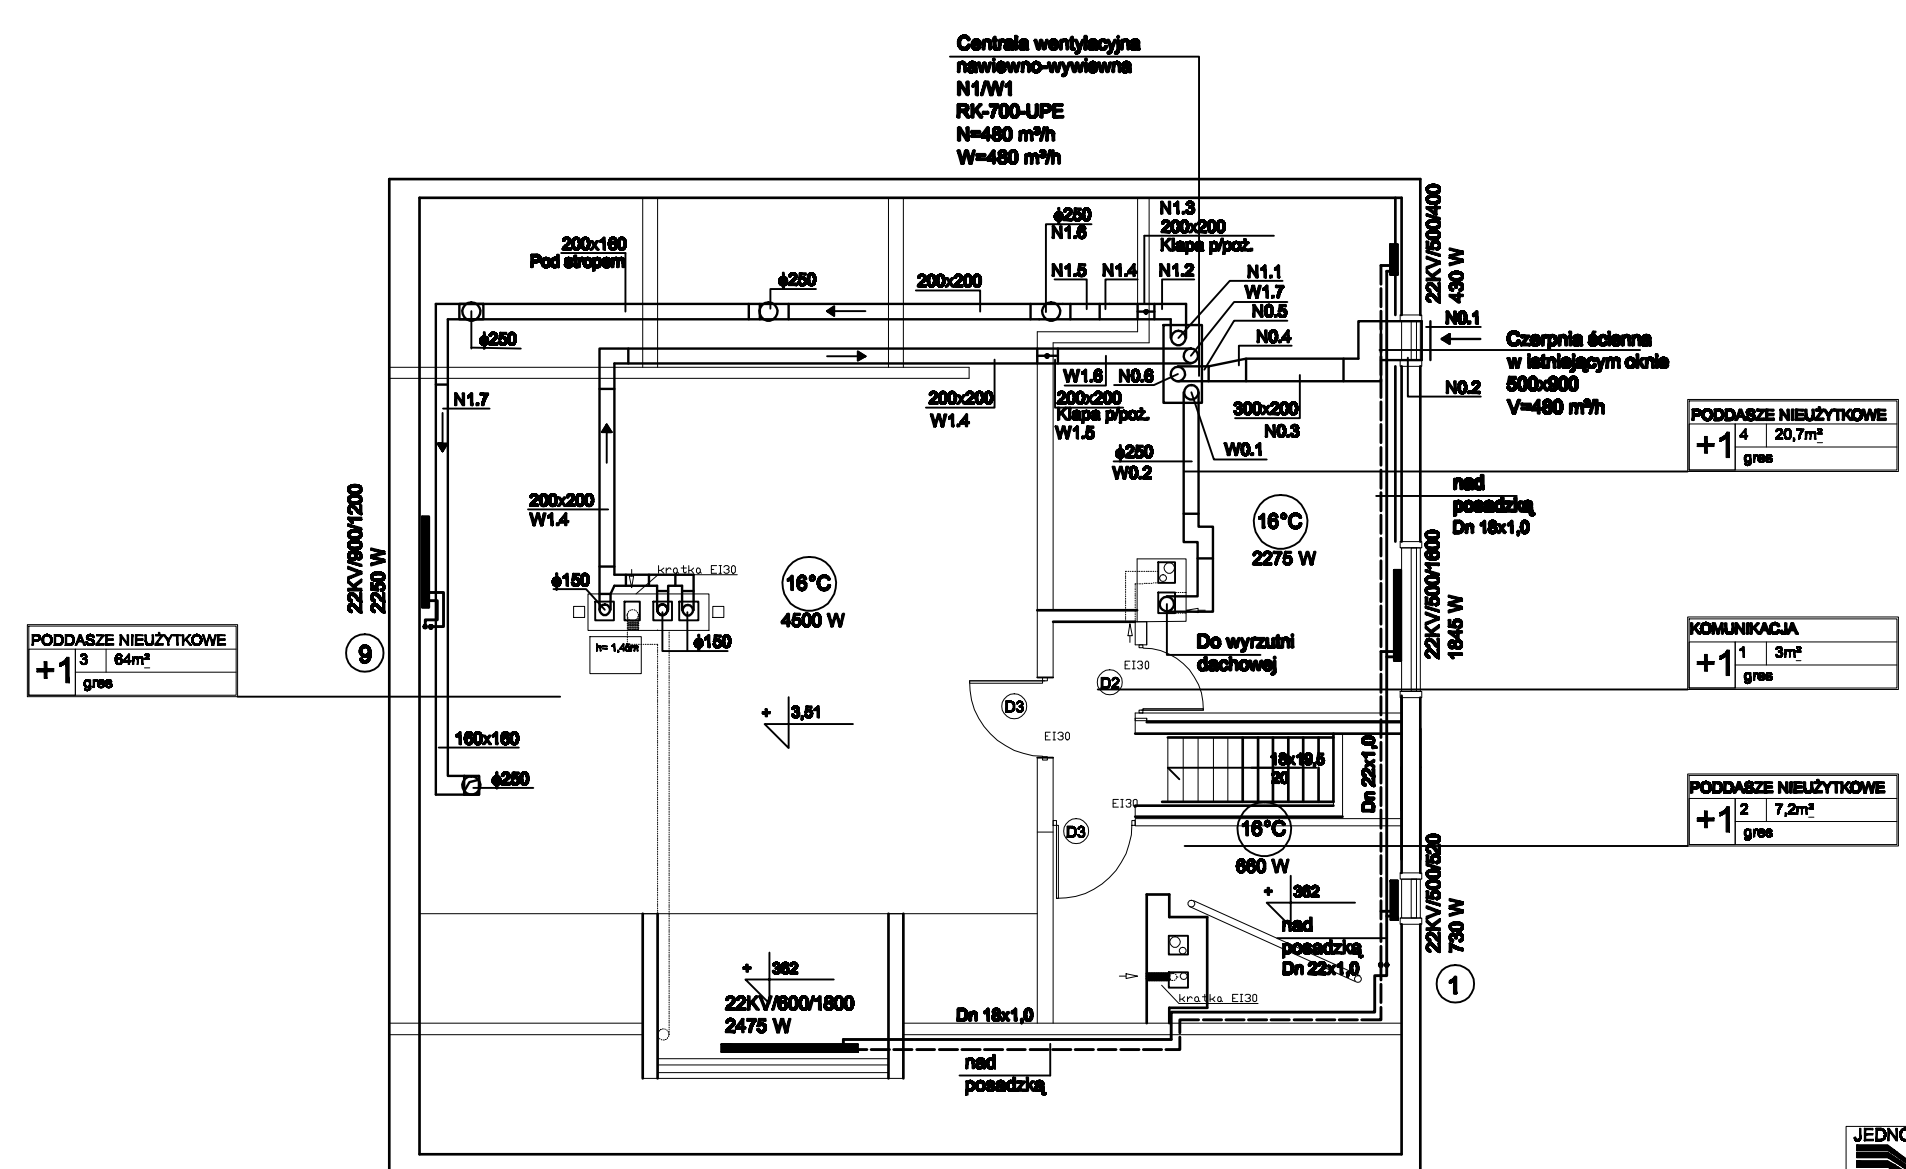 Centrala wentylacyjna
nawiewno-wywiewna
N1/W1
RK-700-UPE
N=480 m³/h
W=480 m³/h
22KV/500/400
430 W
N1.3
200x200
Klapa p/poż.
ϕ250
N1.6
200x160
Pod stropem
ϕ250
200x200
N1.5
N1.4
N1.2
N1.1
W1.7
N0.5
N0.4
N0.1
Czerpnia ścienna
w istniejącym oknie
500x900
V=480 m³/h
N0.2
ϕ250
N1.7
W1.6
N0.6
200x200
W1.4
200x200
Klapa p/poż.
W1.5
300x200
N0.3
W0.1
ϕ250
W0.2
PODDASZE NIEUŻYTKOWE
+1
4
20,7m²
gres
nad
posadzką
Dn 18x1,0
22KV/900/1200
2250 W
200x200
W1.4
16°C
2275 W
22KV/500/1600
1845 W
kratka EI30
ϕ150
16°C
4500 W
9
h= 1,45m
ϕ150
Do wyrzutni
dachowej
EI30
PODDASZE NIEUŻYTKOWE
+1
3
64m²
gres
KOMUNIKACJA
+1
1
3m²
gres
D2
D3
+
3,51
EI30
160x160
ϕ250
18x19,5
20
Dn 22x1,0
EI30
D3
16°C
660 W
PODDASZE NIEUŻYTKOWE
+1
2
7,2m²
gres
22KV/500/520
730 W
+
362
nad
posadzką
Dn 22x1,0
1
kratka EI30
+
362
22KV/600/1800
2475 W
Dn 18x1,0
nad
posadzką